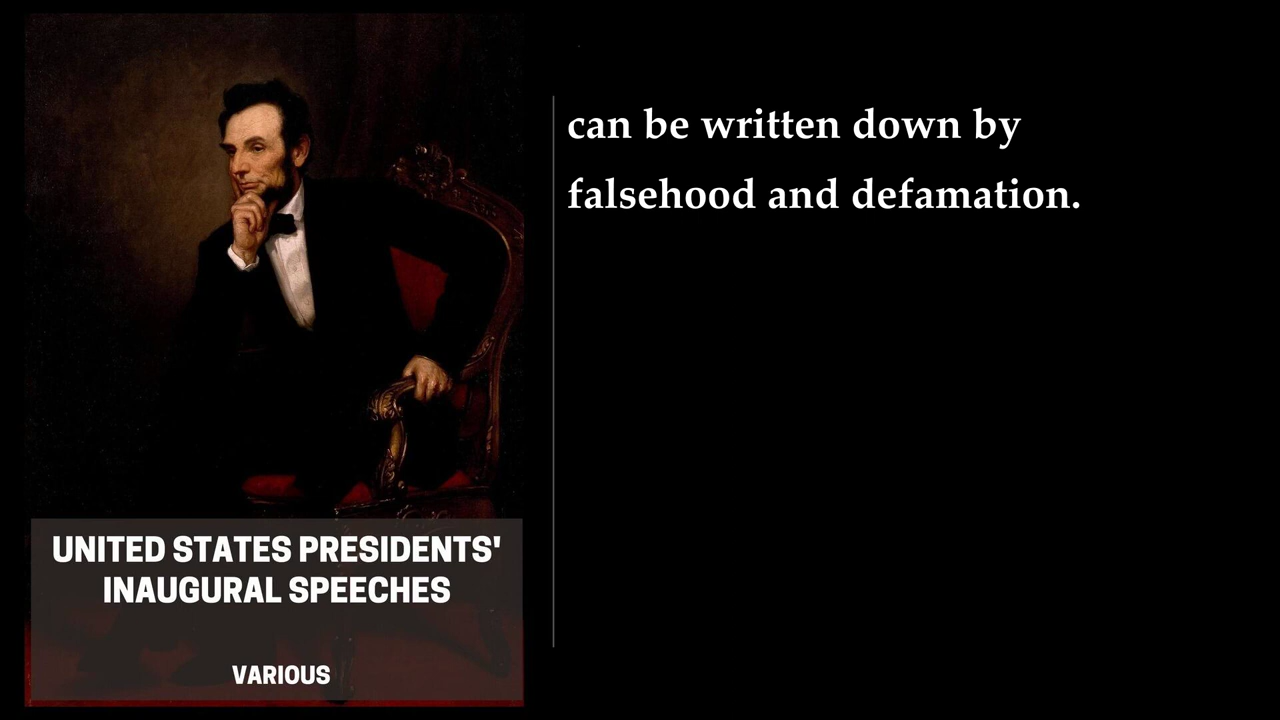 can be written down by
falsehood and defamation.
UNITED STATES PRESIDENTS'
INAUGURAL SPEECHES
VARIOUS